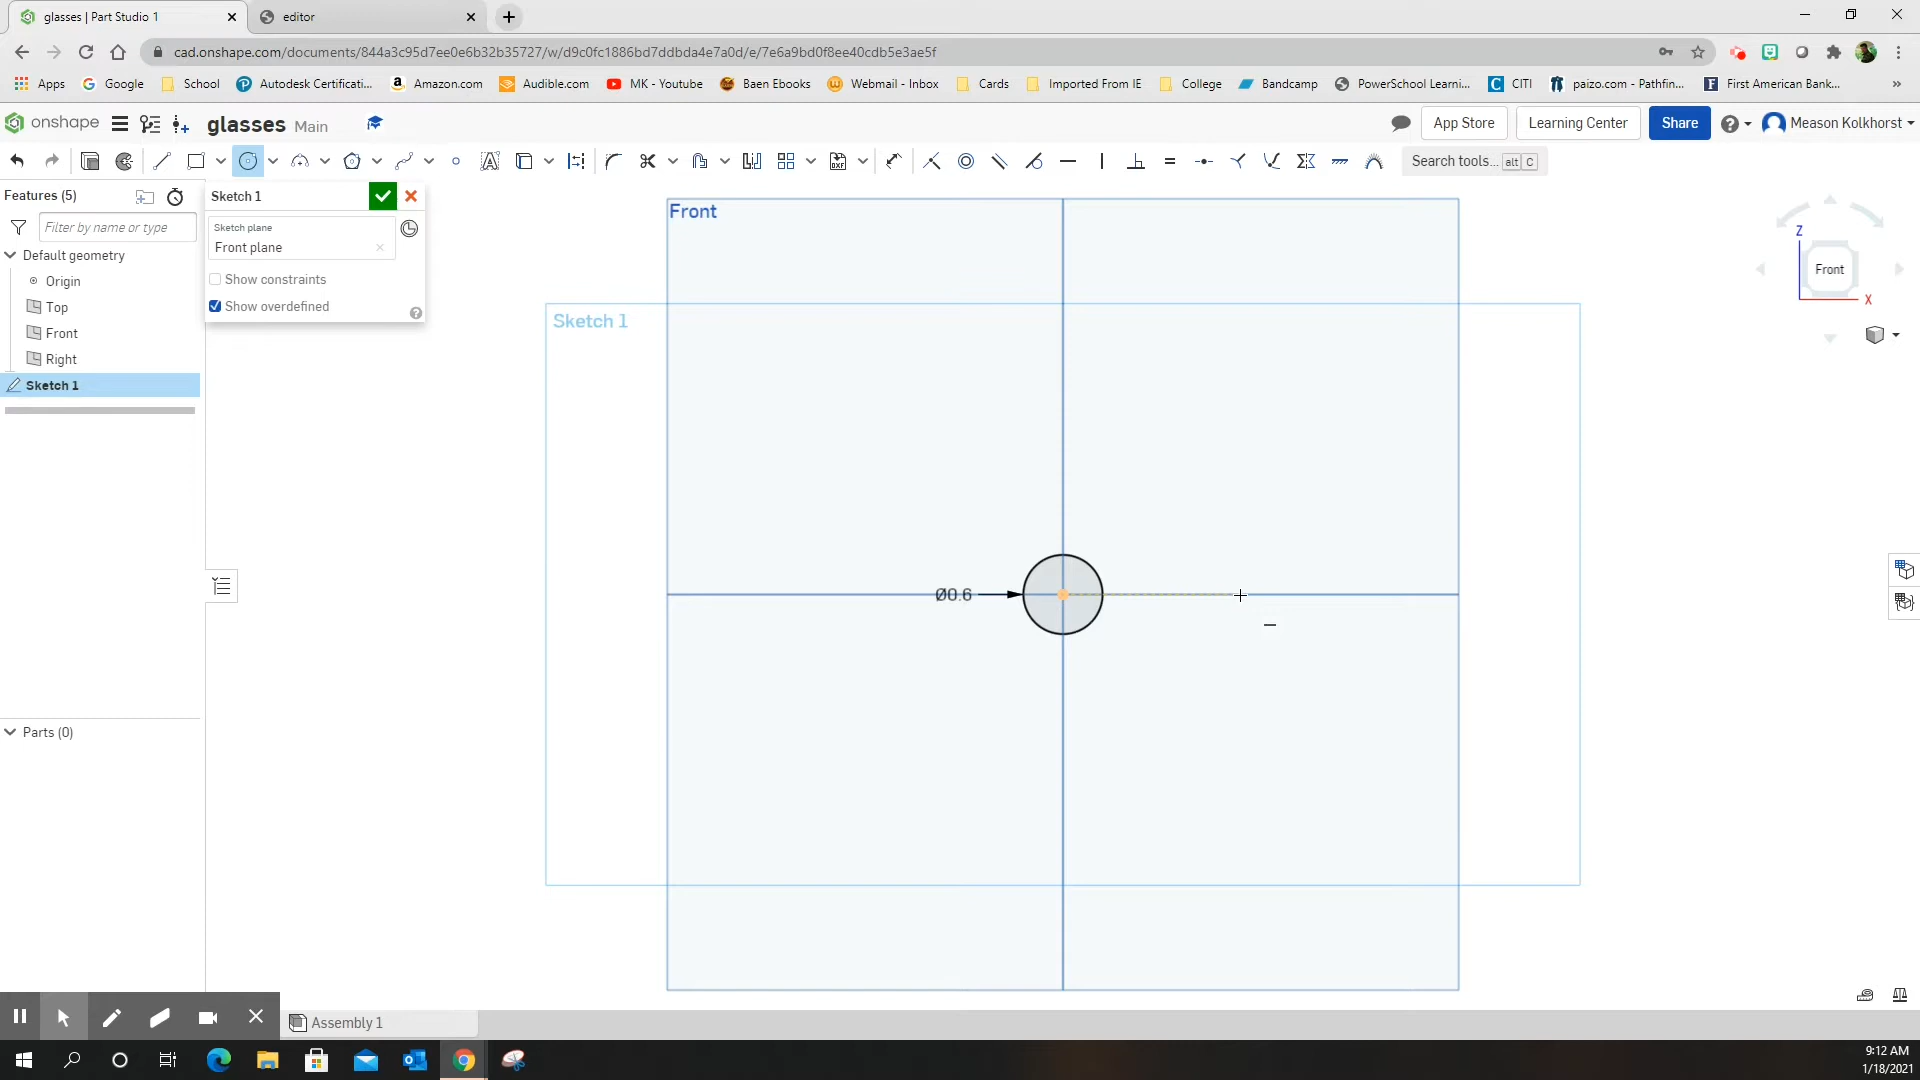 glasses | Part Studio 1
editor
cad.onshape.com/documents/844a3c95d7ee0e6b32b35727/w/d9c0fc1886bd7ddbda4e7a0d/e/7e6a9bd0f8ee40cdb5e3ae5f
Apps Google School Autodesk Certificati... Amazon.com Audible.com MK - Youtube Baen Ebooks Webmail - Inbox Cards Imported From IE College Bandcamp PowerSchool Learni... CITI paizo.com - Pathfin... First American Bank... »
onshape glasses Main App Store Learning Center Share Meason Kolkhorst
Search tools... alt C
Features (5)
Filter by name or type
Default geometry
Origin
Top
Front
Right
Sketch 1
Parts (0)
Sketch 1
Sketch plane
Front plane
Show constraints
Show overdefined
Front
Sketch 1
Ø0.6
Z
Front
X
Assembly 1
9:12 AM
1/18/2021